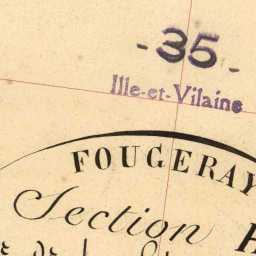 - 35 -
Ille-et-Vilaine
FOUGERAY
Section